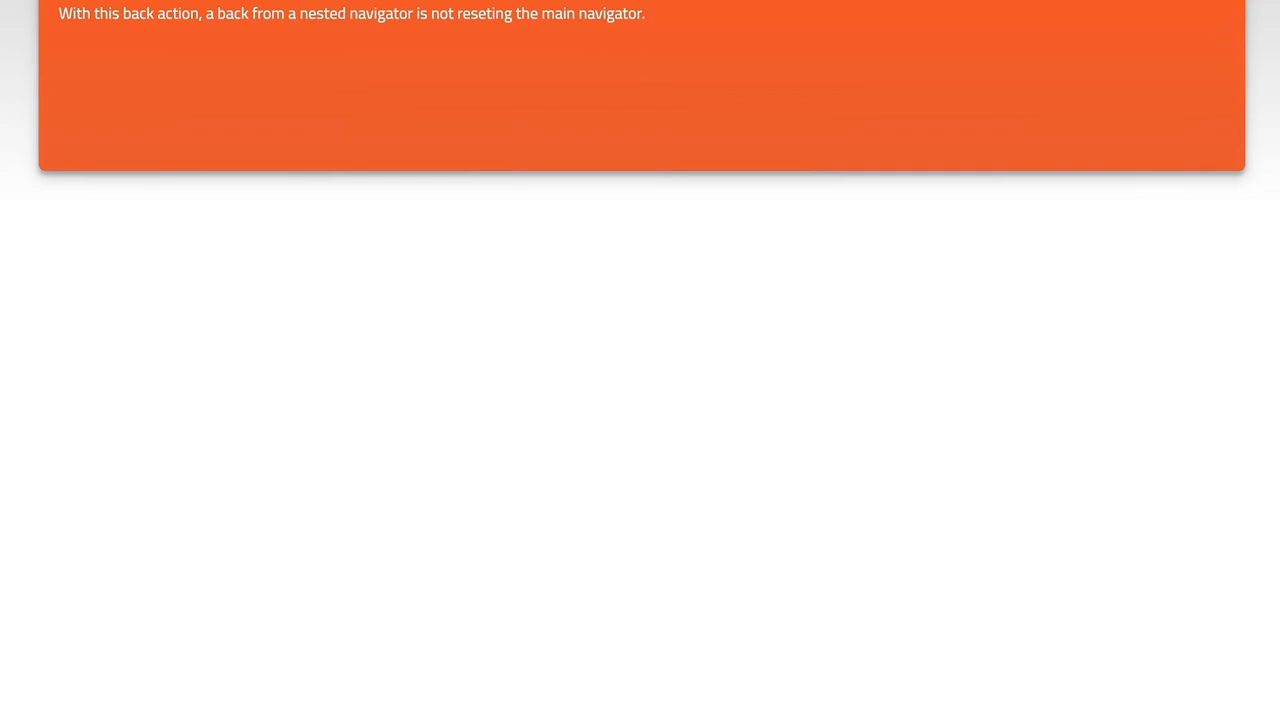 With this back action, a back from a nested navigator is not reseting the main navigator.